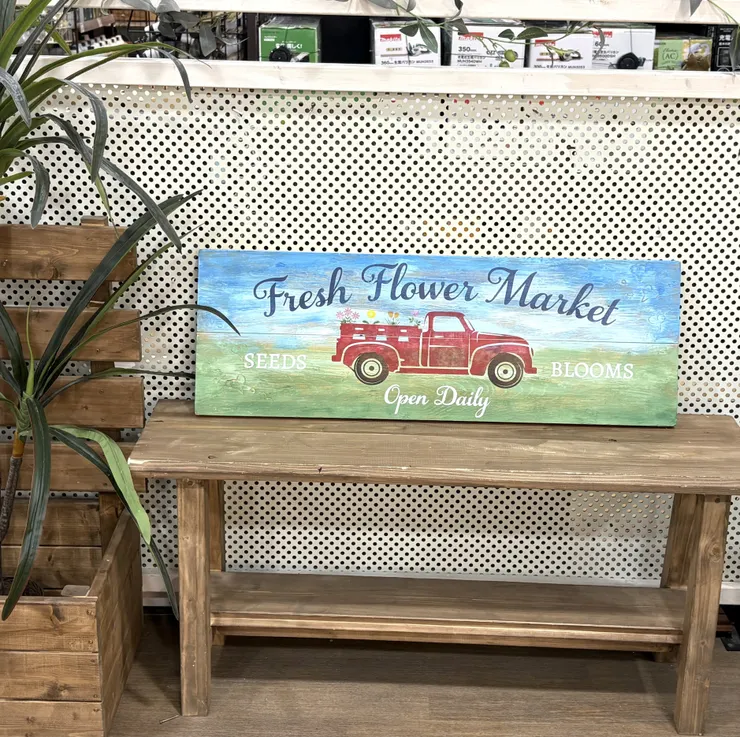 Fresh Flower Market
SEEDS
BLOOMS
Open Daily